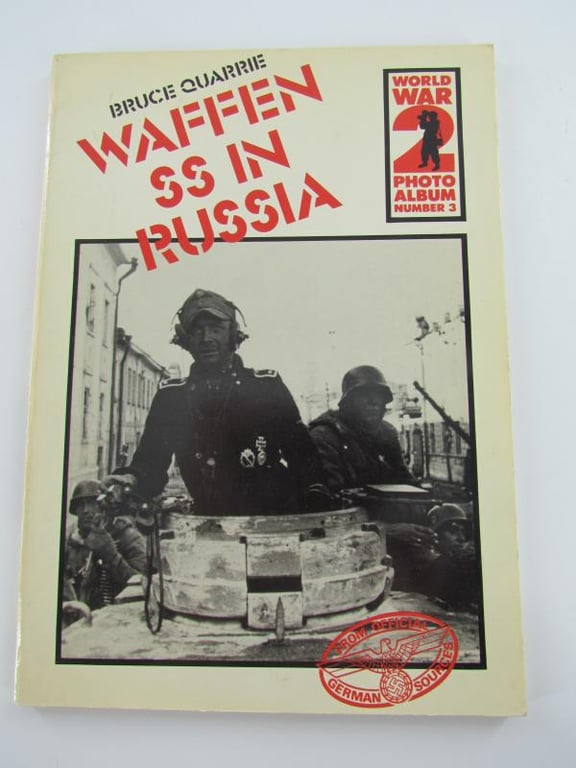 BRUCE QUARRIE
WAFFEN
SS IN
RUSSIA
WORLD
WAR
2
PHOTO
ALBUM
NUMBER 3
FROM OFFICIAL
GERMAN SOURCES